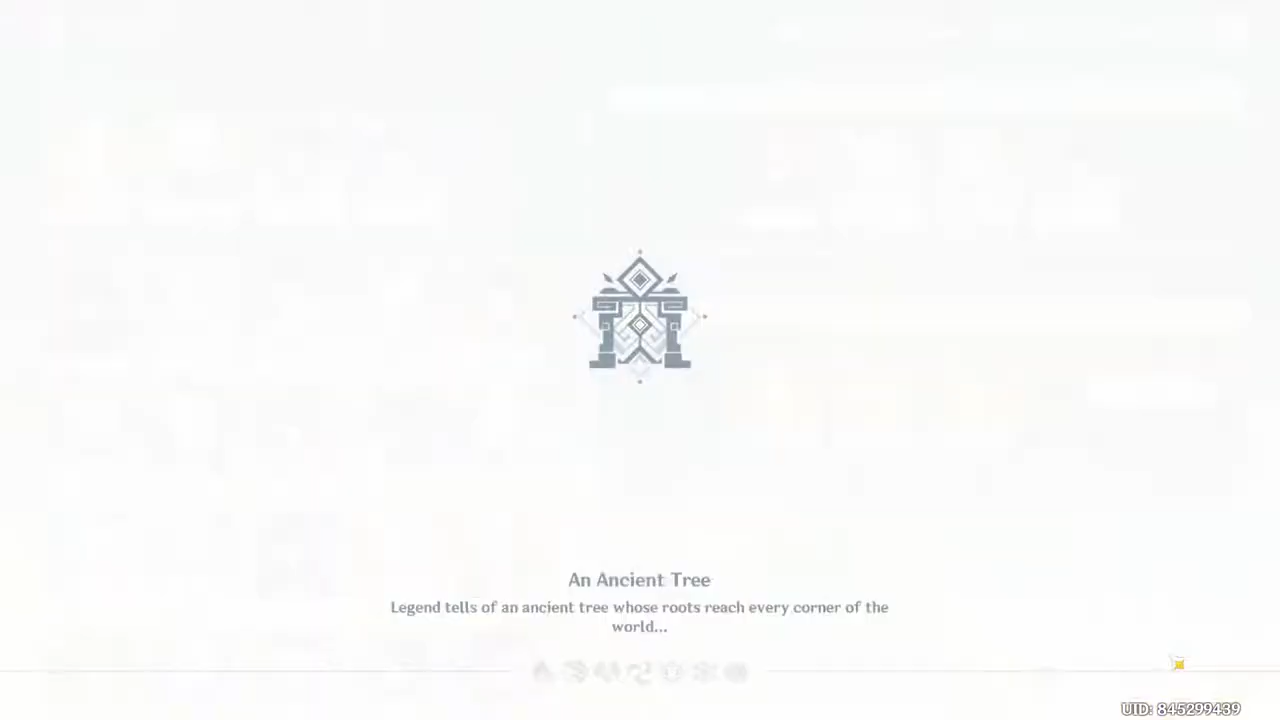 An Ancient Tree
Legend tells of an ancient tree whose roots reach every corner of the
world...
UID: 845299439